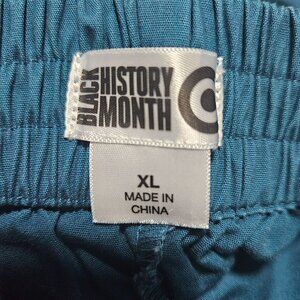 BLACK
HISTORY
MONTH
XL
MADE IN
CHINA